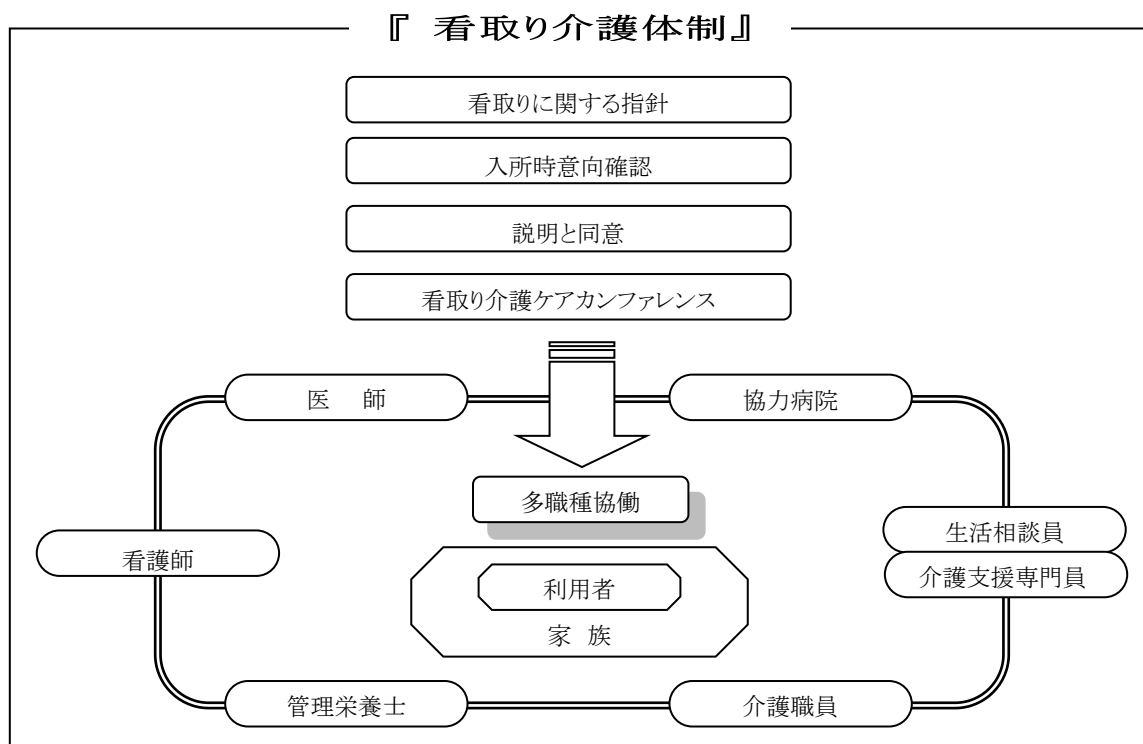 『 看取り介護体制』
看取りに関する指針
入所時意向確認
説明と同意
看取り介護ケアカンファレンス
医 師
協力病院
多職種協働
看護師
生活相談員
介護支援専門員
利用者
家 族
管理栄養士
介護職員